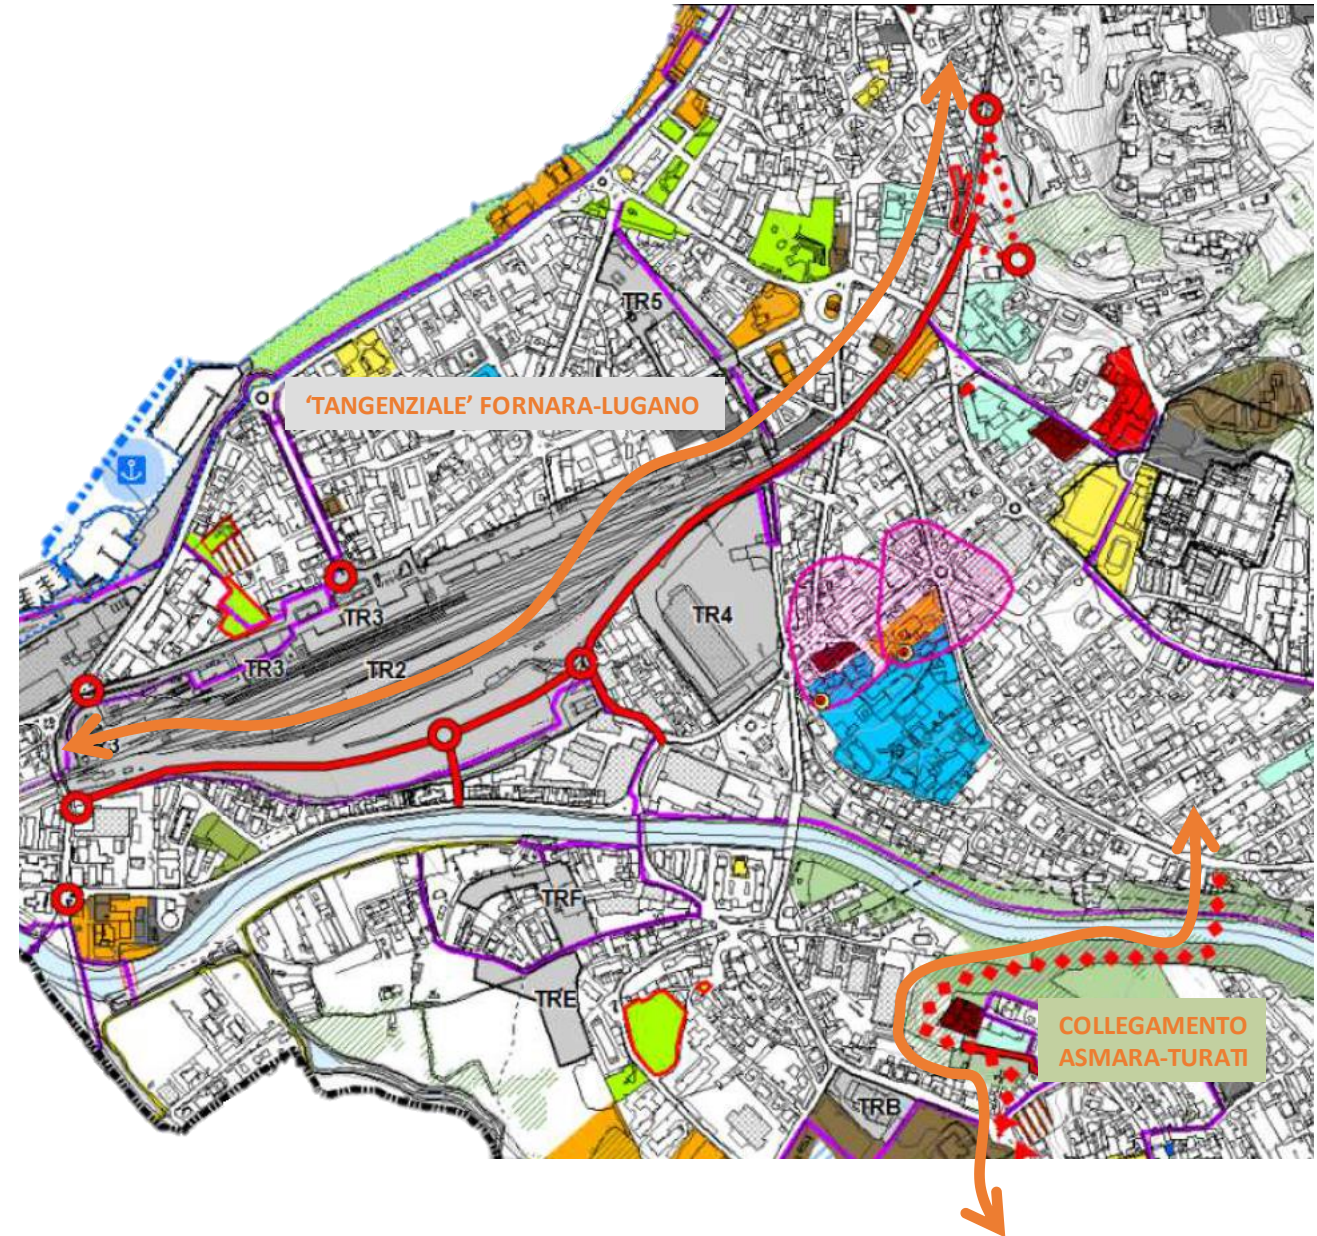 TR5
‘TANGENZIALE’ FORNARA-LUGANO
TR3
TR4
TR3
TR2
TRF
TRE
COLLEGAMENTO
ASMARA-TURATI
TRB